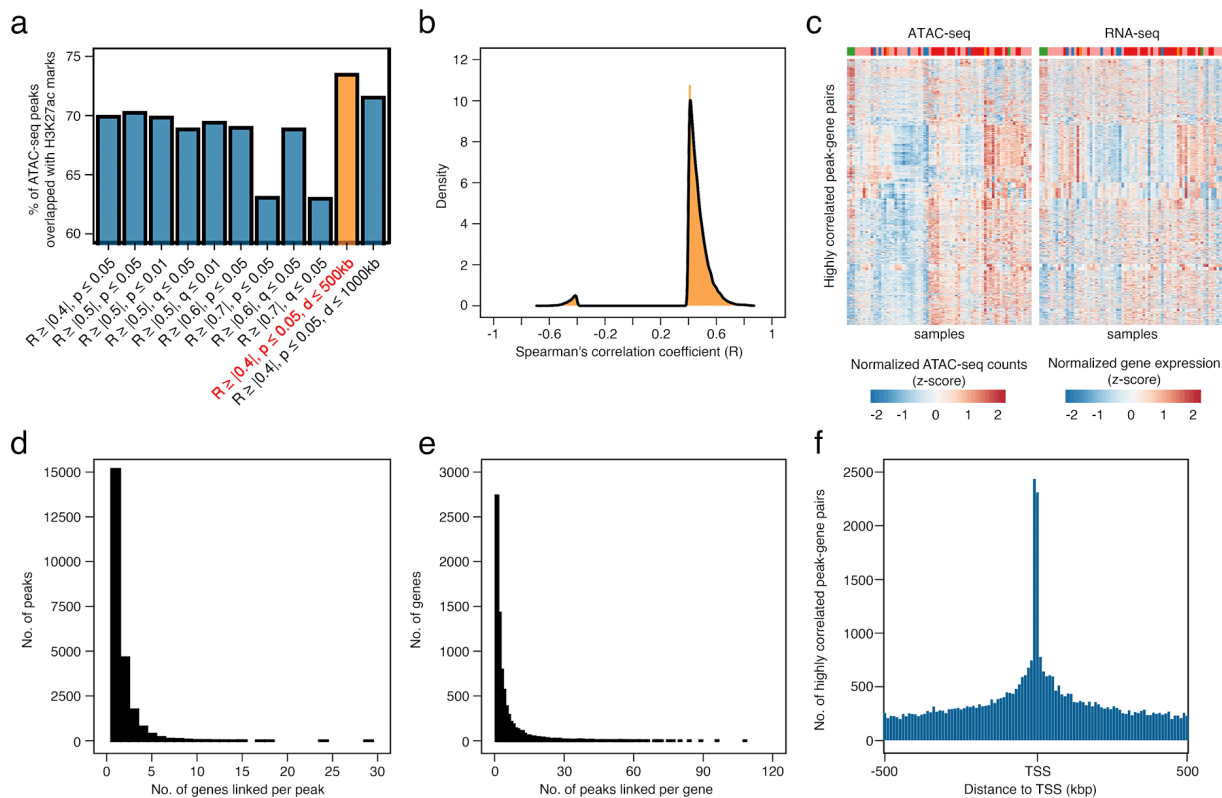 a
% of ATAC-seq peaks
overlapped with H3K27ac marks
75
70
65
60
R ≥ |0.4|, p ≤ 0.05
R ≥ |0.5|, p ≤ 0.05
R ≥ |0.5|, p ≤ 0.01
R ≥ |0.5|, q ≤ 0.05
R ≥ |0.5|, q ≤ 0.01
R ≥ |0.6|, p ≤ 0.05
R ≥ |0.7|, p ≤ 0.05
R ≥ |0.6|, q ≤ 0.05
R ≥ |0.7|, q ≤ 0.05
R ≥ |0.4|, p ≤ 0.05, d ≤ 500kb
R ≥ |0.4|, p ≤ 0.05, d ≤ 1000kb
b
Density
12
10
8
6
4
2
0
-1 -0.6 -0.2 0.2 0.6 1
Spearman's correlation coefficient (R)
c
ATAC-seq RNA-seq
Highly correlated peak-gene pairs
samples samples
Normalized ATAC-seq counts
(z-score)
-2 -1 0 1 2
Normalized gene expression
(z-score)
-2 -1 0 1 2
d
No. of peaks
15000
12500
10000
7500
5000
2500
0
0 5 10 15 20 25 30
No. of genes linked per peak
e
No. of genes
3000
2500
2000
1500
1000
500
0
0 30 60 90 120
No. of peaks linked per gene
f
No. of highly correlated peak-gene pairs
2500
2000
1500
1000
500
0
-500 TSS 500
Distance to TSS (kbp)